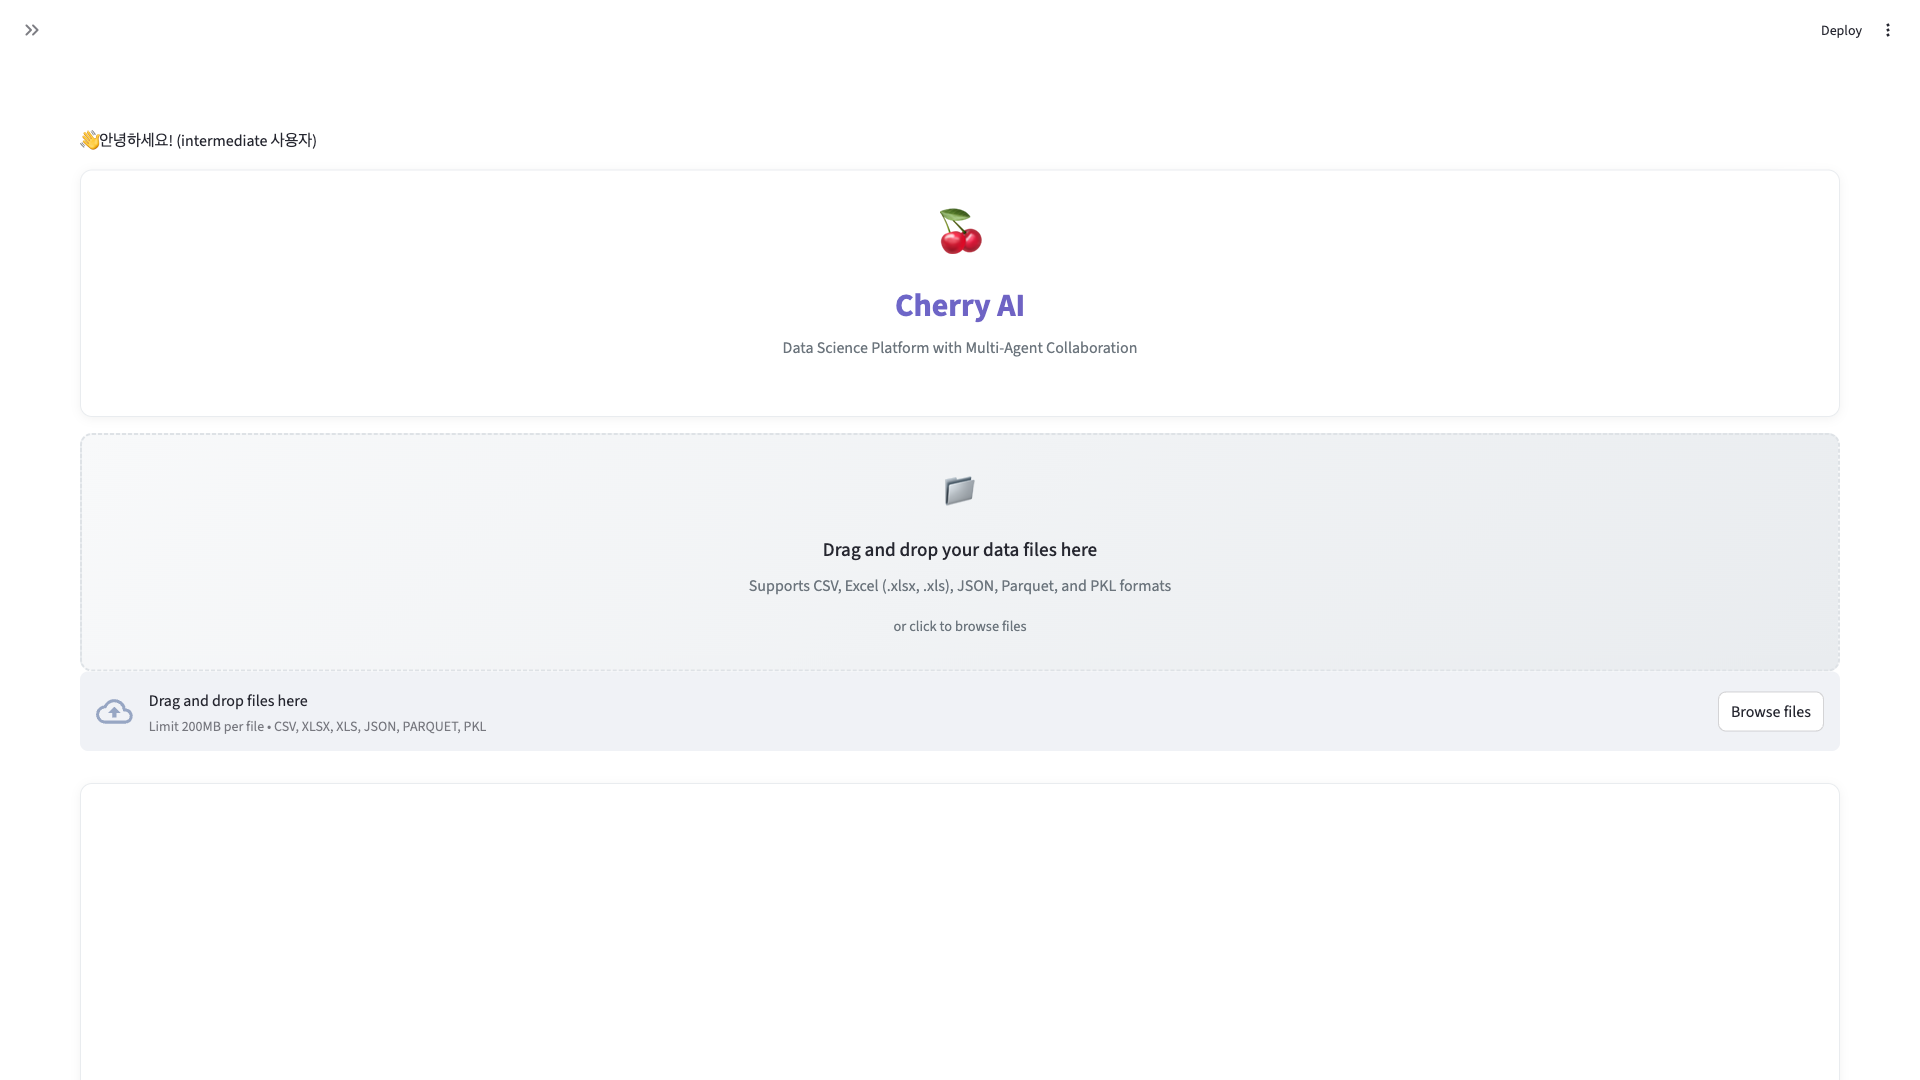 Deploy
👋안녕하세요! (intermediate 사용자)
Cherry AI
Data Science Platform with Multi-Agent Collaboration
Drag and drop your data files here
Supports CSV, Excel (.xlsx, .xls), JSON, Parquet, and PKL formats
or click to browse files
Drag and drop files here
Limit 200MB per file • CSV, XLSX, XLS, JSON, PARQUET, PKL
Browse files